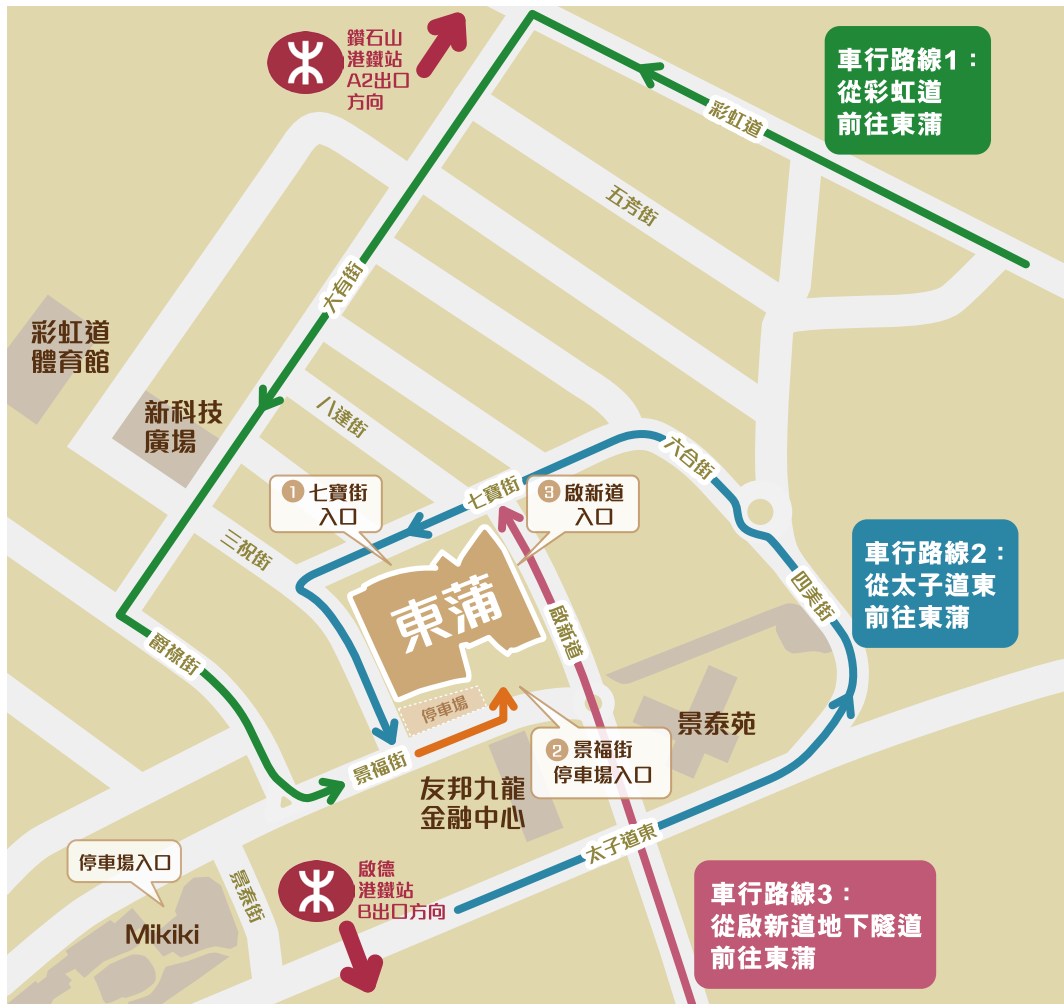 鑽石山
港鐵站
A2出口
方向
車行路線1：
從彩虹道
前往東蒲
彩虹道
五芳街
大有街
彩虹道
體育館
新科技
廣場
八達街
六合街
七寶街
1 七寶街
入口
3 啟新道
入口
三祝街
車行路線2：
從太子道東
前往東蒲
四美街
東蒲
啟新道
爵祿街
停車場
景泰苑
2 景福街
停車場入口
景福街
友邦九龍
金融中心
太子道東
停車場入口
景泰街
啟德
港鐵站
B出口方向
車行路線3：
從啟新道地下隧道
前往東蒲
Mikiki